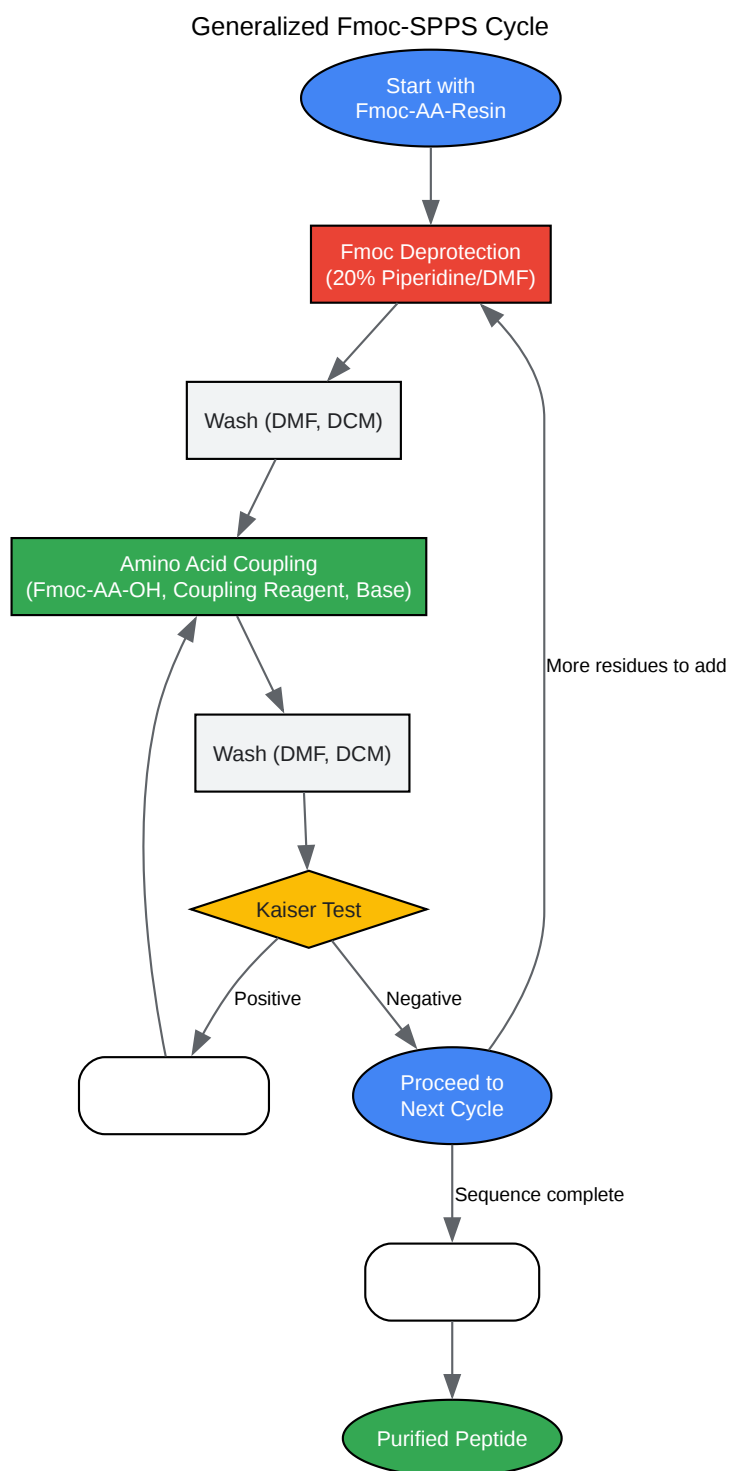 Generalized Fmoc-SPPS Cycle
Start with
Fmoc-AA-Resin
Fmoc Deprotection
(20% Piperidine/DMF)
Wash (DMF, DCM)
Amino Acid Coupling
(Fmoc-AA-OH, Coupling Reagent, Base)
More residues to add
Wash (DMF, DCM)
Kaiser Test
Positive
Negative
Proceed to
Next Cycle
Sequence complete
Purified Peptide